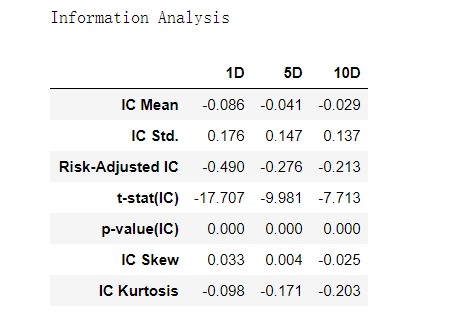 Information Analysis
1D 5D 10D
IC Mean -0.086 -0.041 -0.029
IC Std. 0.176 0.147 0.137
Risk-Adjusted IC -0.490 -0.276 -0.213
t-stat(IC) -17.707 -9.981 -7.713
p-value(IC) 0.000 0.000 0.000
IC Skew 0.033 0.004 -0.025
IC Kurtosis -0.098 -0.171 -0.203